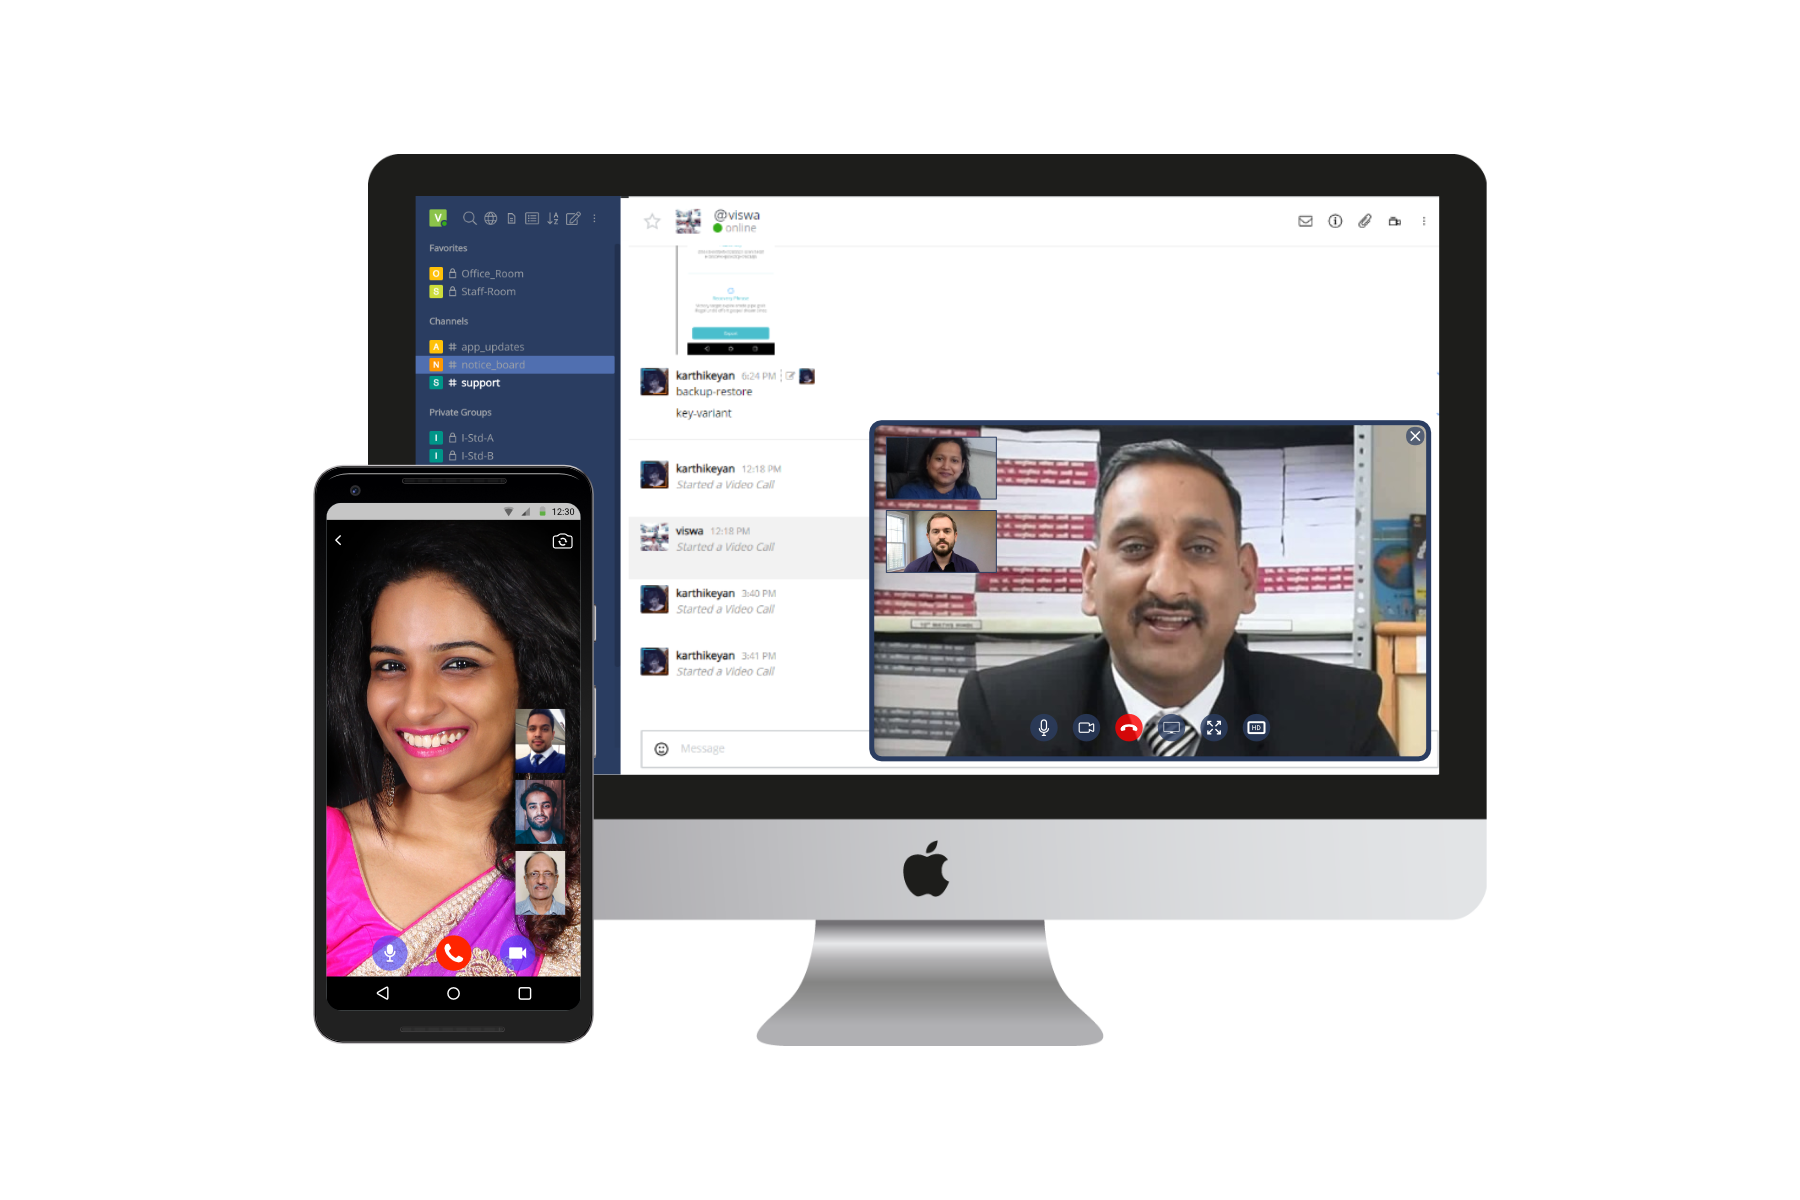 V
@viswa
online
Favorites
O Office_Room
S Staff-Room
Channels
A # app_updates
N # notice_board
S # support
Private Groups
I I-Std-A
I I-Std-B
Recovery Phrase
karthikeyan 6:24 PM
backup-restore
key-variant
karthikeyan 12:18 PM
Started a Video Call
viswa 12:18 PM
Started a Video Call
karthikeyan 3:40 PM
Started a Video Call
karthikeyan 3:41 PM
Started a Video Call
Message
HD
12:30